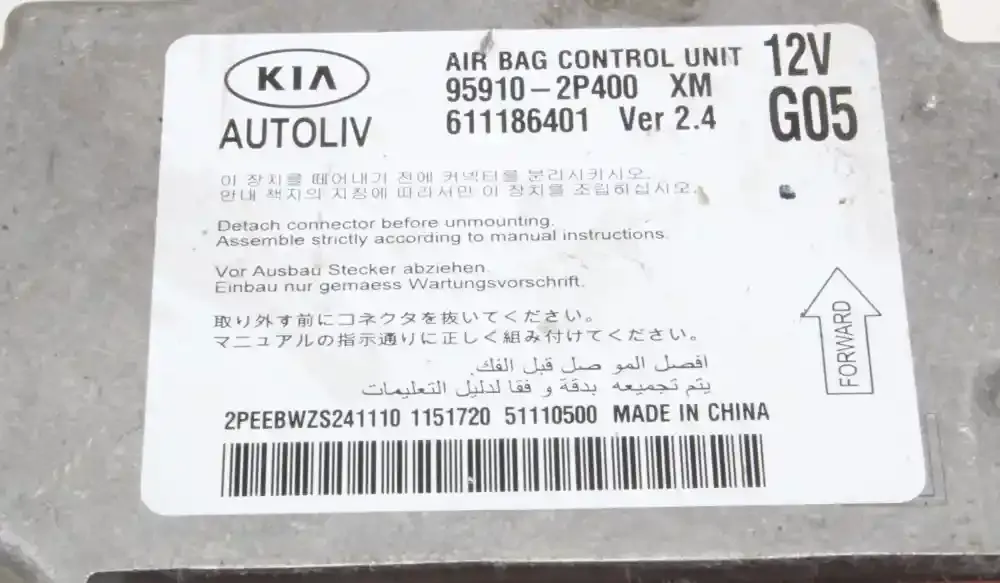 KIA
AUTOLIV
AIR BAG CONTROL UNIT
95910-2P400 XM
611186401 Ver 2.4
12V
G05
이 장치를 떼어내기 전에 커넥터를 분리시키시오.
안내 책지의 지침에 따라서만 이 장치를 조립하십시오.
Detach connector before unmounting.
Assemble strictly according to manual instructions.
Vor Ausbau Stecker abziehen.
Einbau nur gemaess Wartungsvorschrift.
取り外す前にコネクタを抜いてください。
マニュアルの指示通りに正しく組み付けてください。
افصل المو صل قبل الفك.
يتم تجميعه بدقة و فقا لدليل التعليمات
FORWARD
2PEEBWZS241110 1151720 51110500 MADE IN CHINA